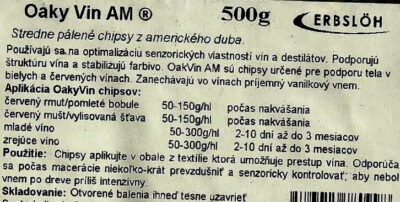 Oaky Vin AM ® 500g ERBSLÖH
Stredne pálené chipsy z amerického duba.
Používajú sa na optimalizáciu senzorických vlastností vín a destilátov. Podporujú
štruktúru vína a stabilizujú farbivo. OakVin AM sú chipsy určené pre podporu tela v
bielych a červených vínach. Zanechávajú vo vínach príjemný vanilkový vnem.
Aplikácia OakyVin chipsov:
červený rmut/pomleté bobule 50-150g/hl počas nakvášania
červený mušt/vylisovaná šťava 50-150g/hl počas nakvášania
mladé víno 50-300g/hl 2-10 dní až do 3 mesiacov
zrejúce víno 50-300g/hl 2-10 dní až do 3 mesiacov
Použitie: Chipsy aplikujte v obale z textílie ktorá umožňuje prestup vína. Odporúča
sa počas macerácie niekoľko-krát prevzdušniť a senzoricky kontrolovať, aby nebol
vnem po dreve príliš intenzívny.
Skladovanie: Otvorené balenia ihneď tesne uzavrieť